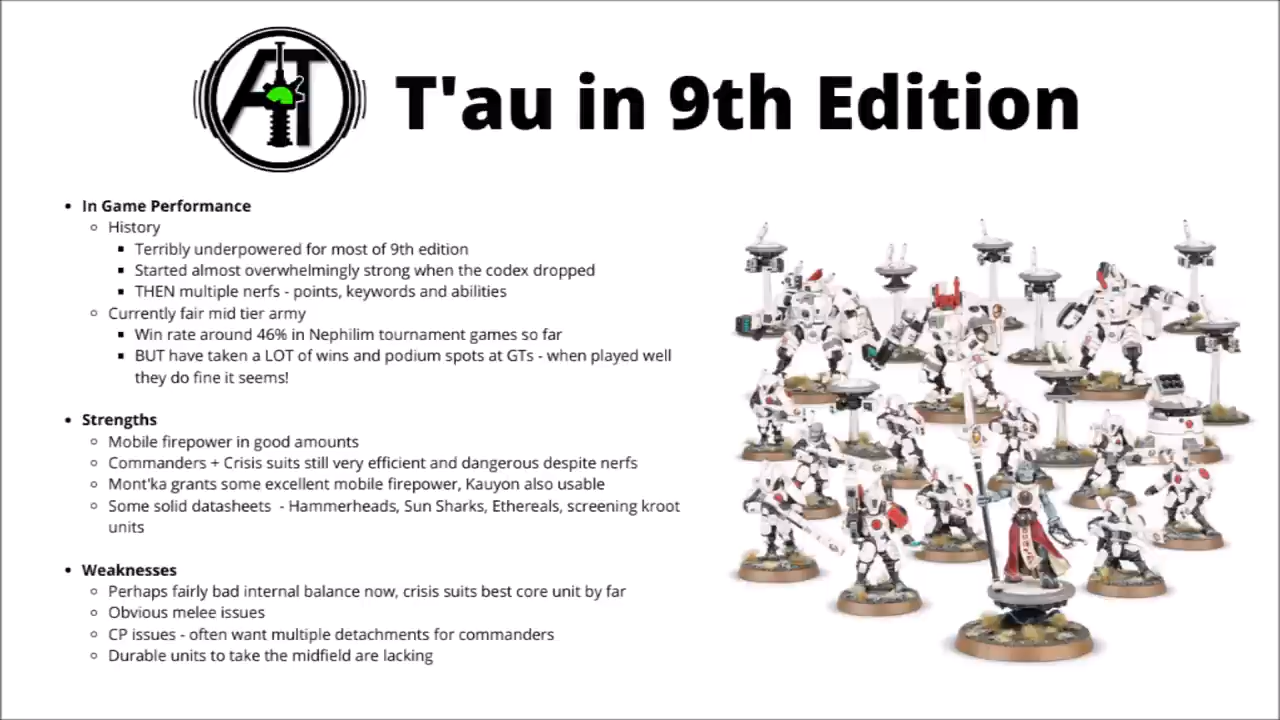 AT
T'au in 9th Edition
• In Game Performance
◦ History
▪ Terribly underpowered for most of 9th edition
▪ Started almost overwhelmingly strong when the codex dropped
▪ THEN multiple nerfs - points, keywords and abilities
◦ Currently fair mid tier army
▪ Win rate around 46% in Nephilim tournament games so far
▪ BUT have taken a LOT of wins and podium spots at GTs - when played well
they do fine it seems!
• Strengths
◦ Mobile firepower in good amounts
◦ Commanders + Crisis suits still very efficient and dangerous despite nerfs
◦ Mont'ka grants some excellent mobile firepower, Kauyon also usable
◦ Some solid datasheets - Hammerheads, Sun Sharks, Ethereals, screening kroot
units
• Weaknesses
◦ Perhaps fairly bad internal balance now, crisis suits best core unit by far
◦ Obvious melee issues
◦ CP issues - often want multiple detachments for commanders
◦ Durable units to take the midfield are lacking